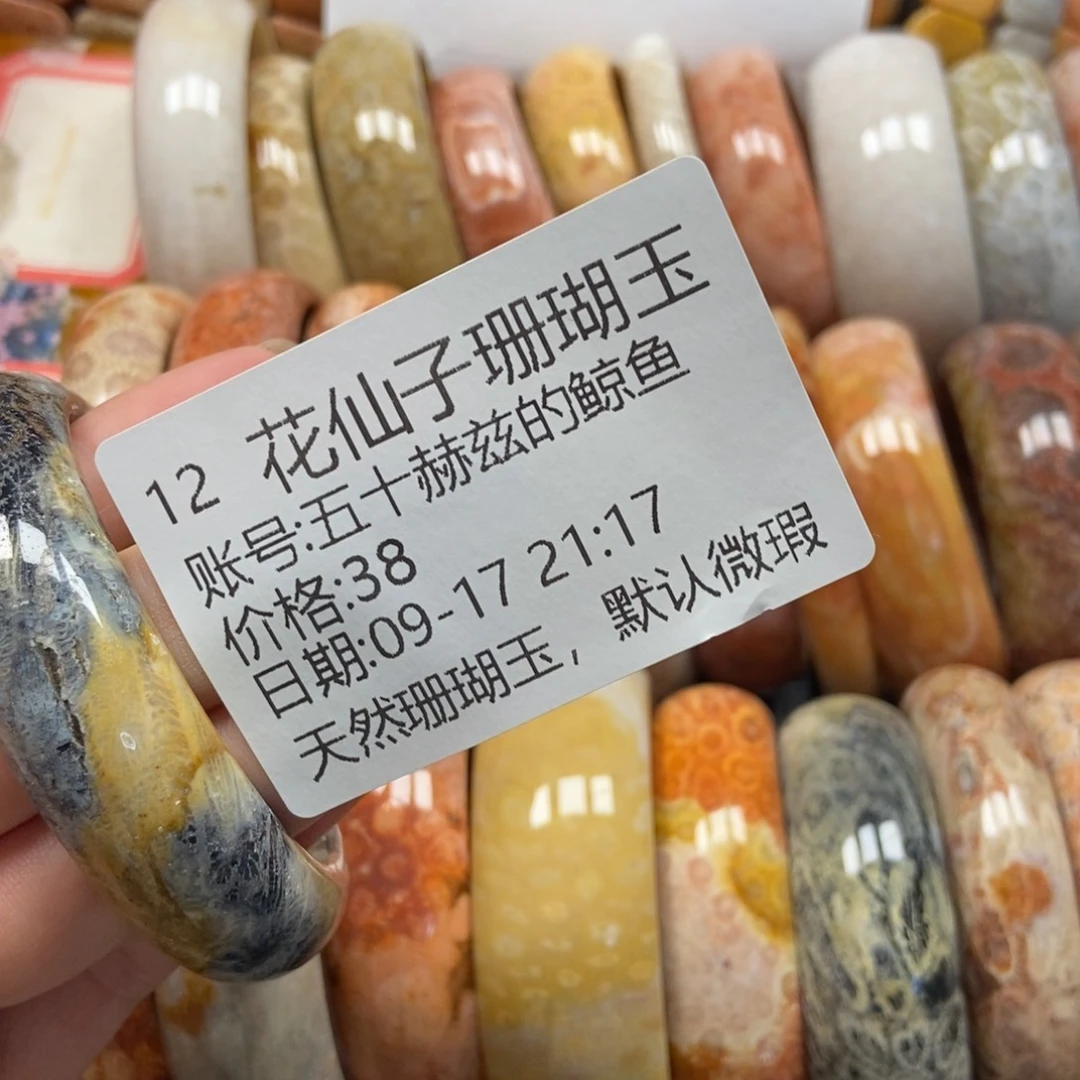 12 花仙子珊瑚玉
账号:五十赫兹的鲸鱼
价格:38
日期:09-17 21:17
天然珊瑚玉，默认微瑕